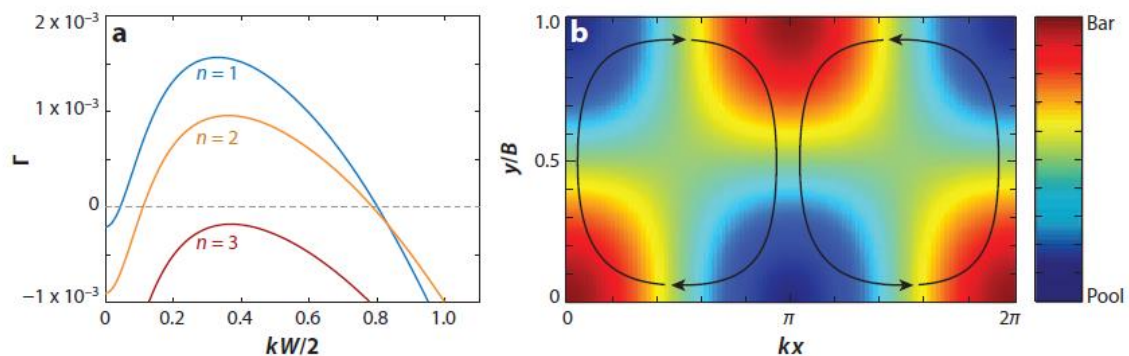 a
2 x 10⁻³
1 x 10⁻³
0
−1 x 10⁻³
Γ
n = 1
n = 2
n = 3
0 0.2 0.4 0.6 0.8 1.0
kW/2
b
1.0
0.5
0
y/B
0 π 2π
kx
Bar
Pool